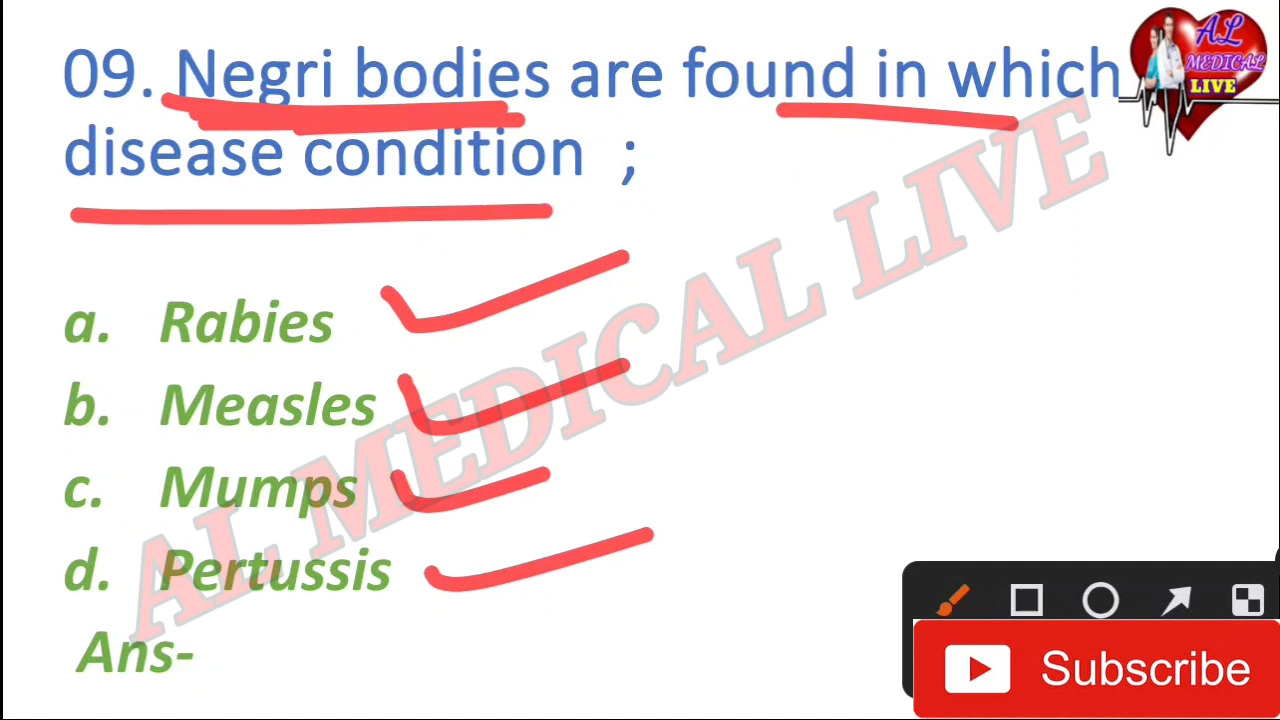 09. Negri bodies are found in which
disease condition ;
a. Rabies
b. Measles
c. Mumps
d. Pertussis
Ans-
AL MEDICAL LIVE
AL
MEDICAL
LIVE
Subscribe